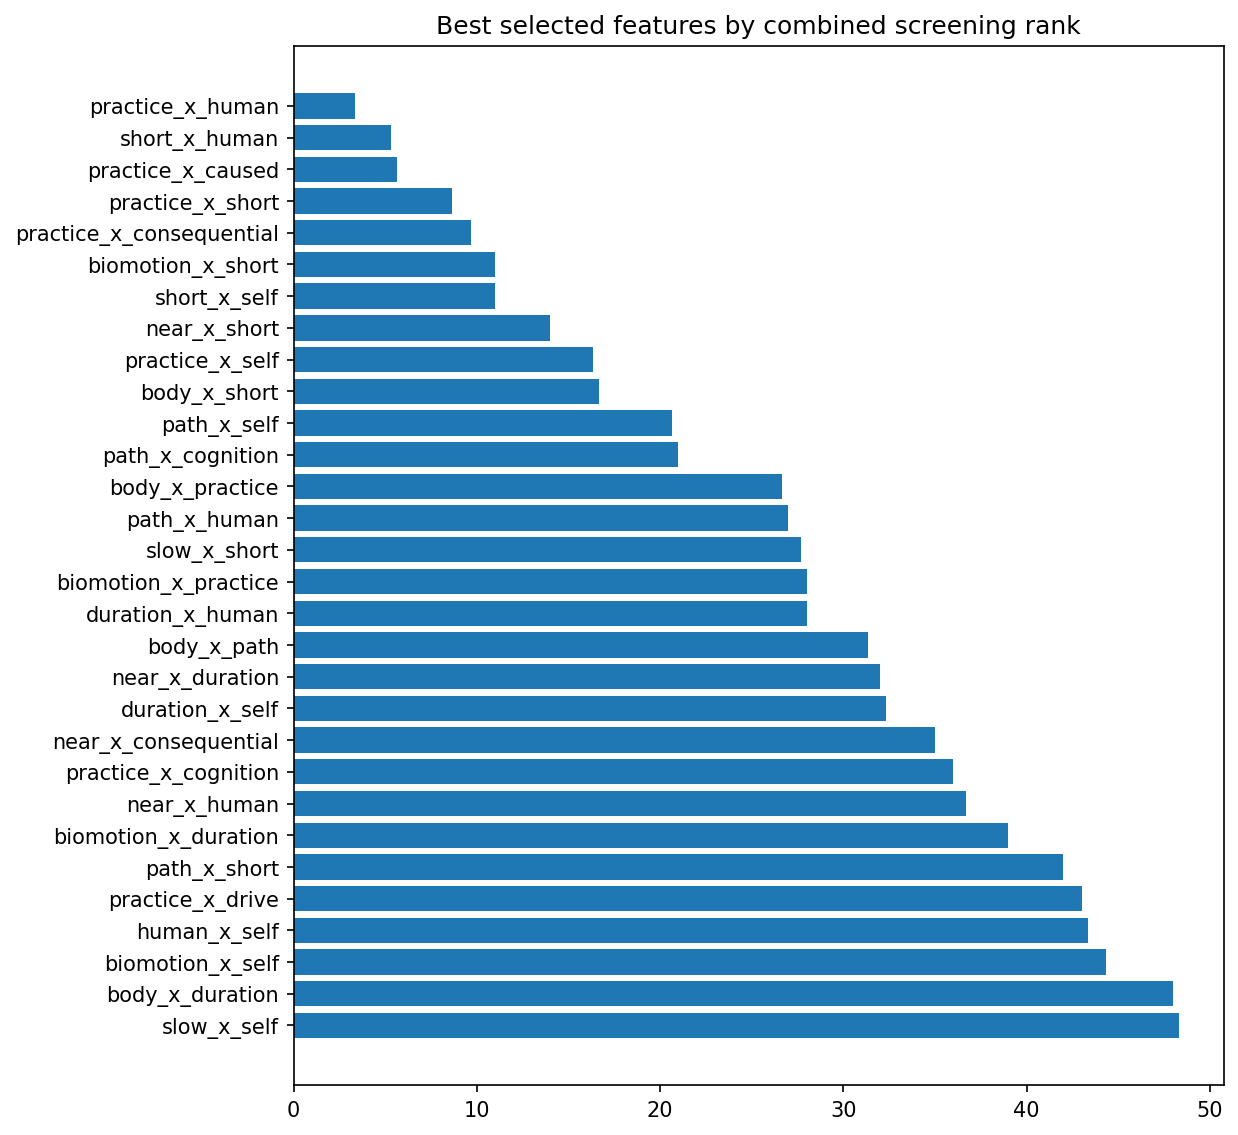 Best selected features by combined screening rank
practice_x_human
short_x_human
practice_x_caused
practice_x_short
practice_x_consequential
biomotion_x_short
short_x_self
near_x_short
practice_x_self
body_x_short
path_x_self
path_x_cognition
body_x_practice
path_x_human
slow_x_short
biomotion_x_practice
duration_x_human
body_x_path
near_x_duration
duration_x_self
near_x_consequential
practice_x_cognition
near_x_human
biomotion_x_duration
path_x_short
practice_x_drive
human_x_self
biomotion_x_self
body_x_duration
slow_x_self
0 10 20 30 40 50